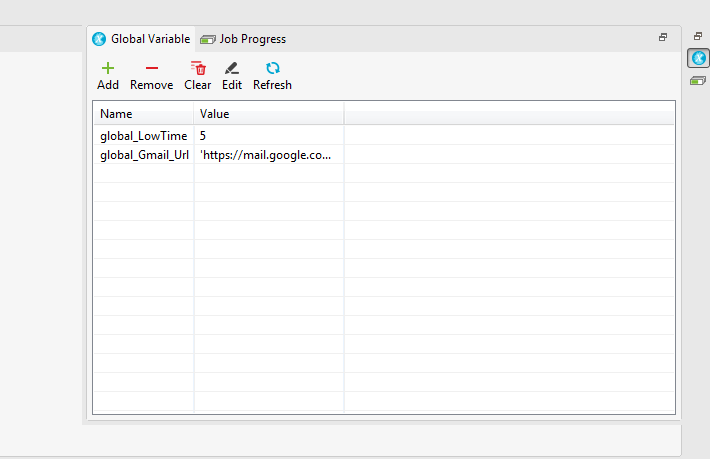 Global Variable Job Progress
Add Remove Clear Edit Refresh
Name Value
global_LowTime 5
global_Gmail_Url 'https://mail.google.co...